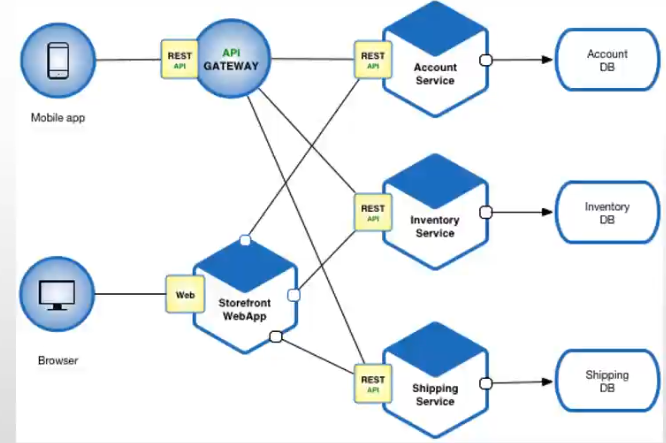 REST
API
API
GATEWAY
REST
API
Account
Service
Account
DB
Mobile app
REST
API
Inventory
Service
Inventory
DB
Web
Storefront
WebApp
Browser
REST
API
Shipping
Service
Shipping
DB